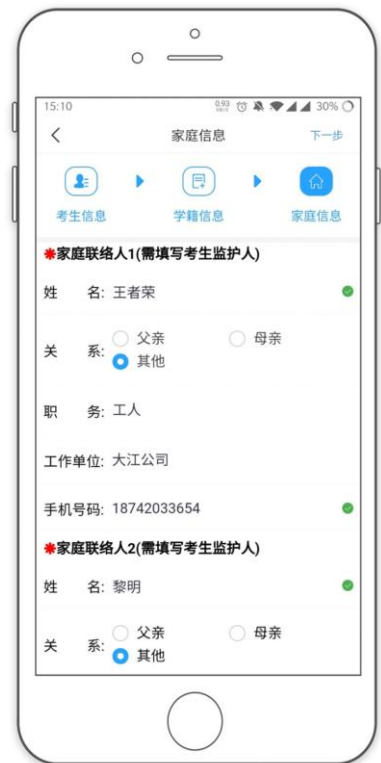 15:10 0.93 KB/S 30%
家庭信息 下一步
考生信息 学籍信息 家庭信息
*家庭联络人1(需填写考生监护人)
姓 名: 王者荣
父亲 母亲
关 系:
其他
职 务: 工人
工作单位: 大江公司
手机号码: 18742033654
*家庭联络人2(需填写考生监护人)
姓 名: 黎明
父亲 母亲
关 系:
其他